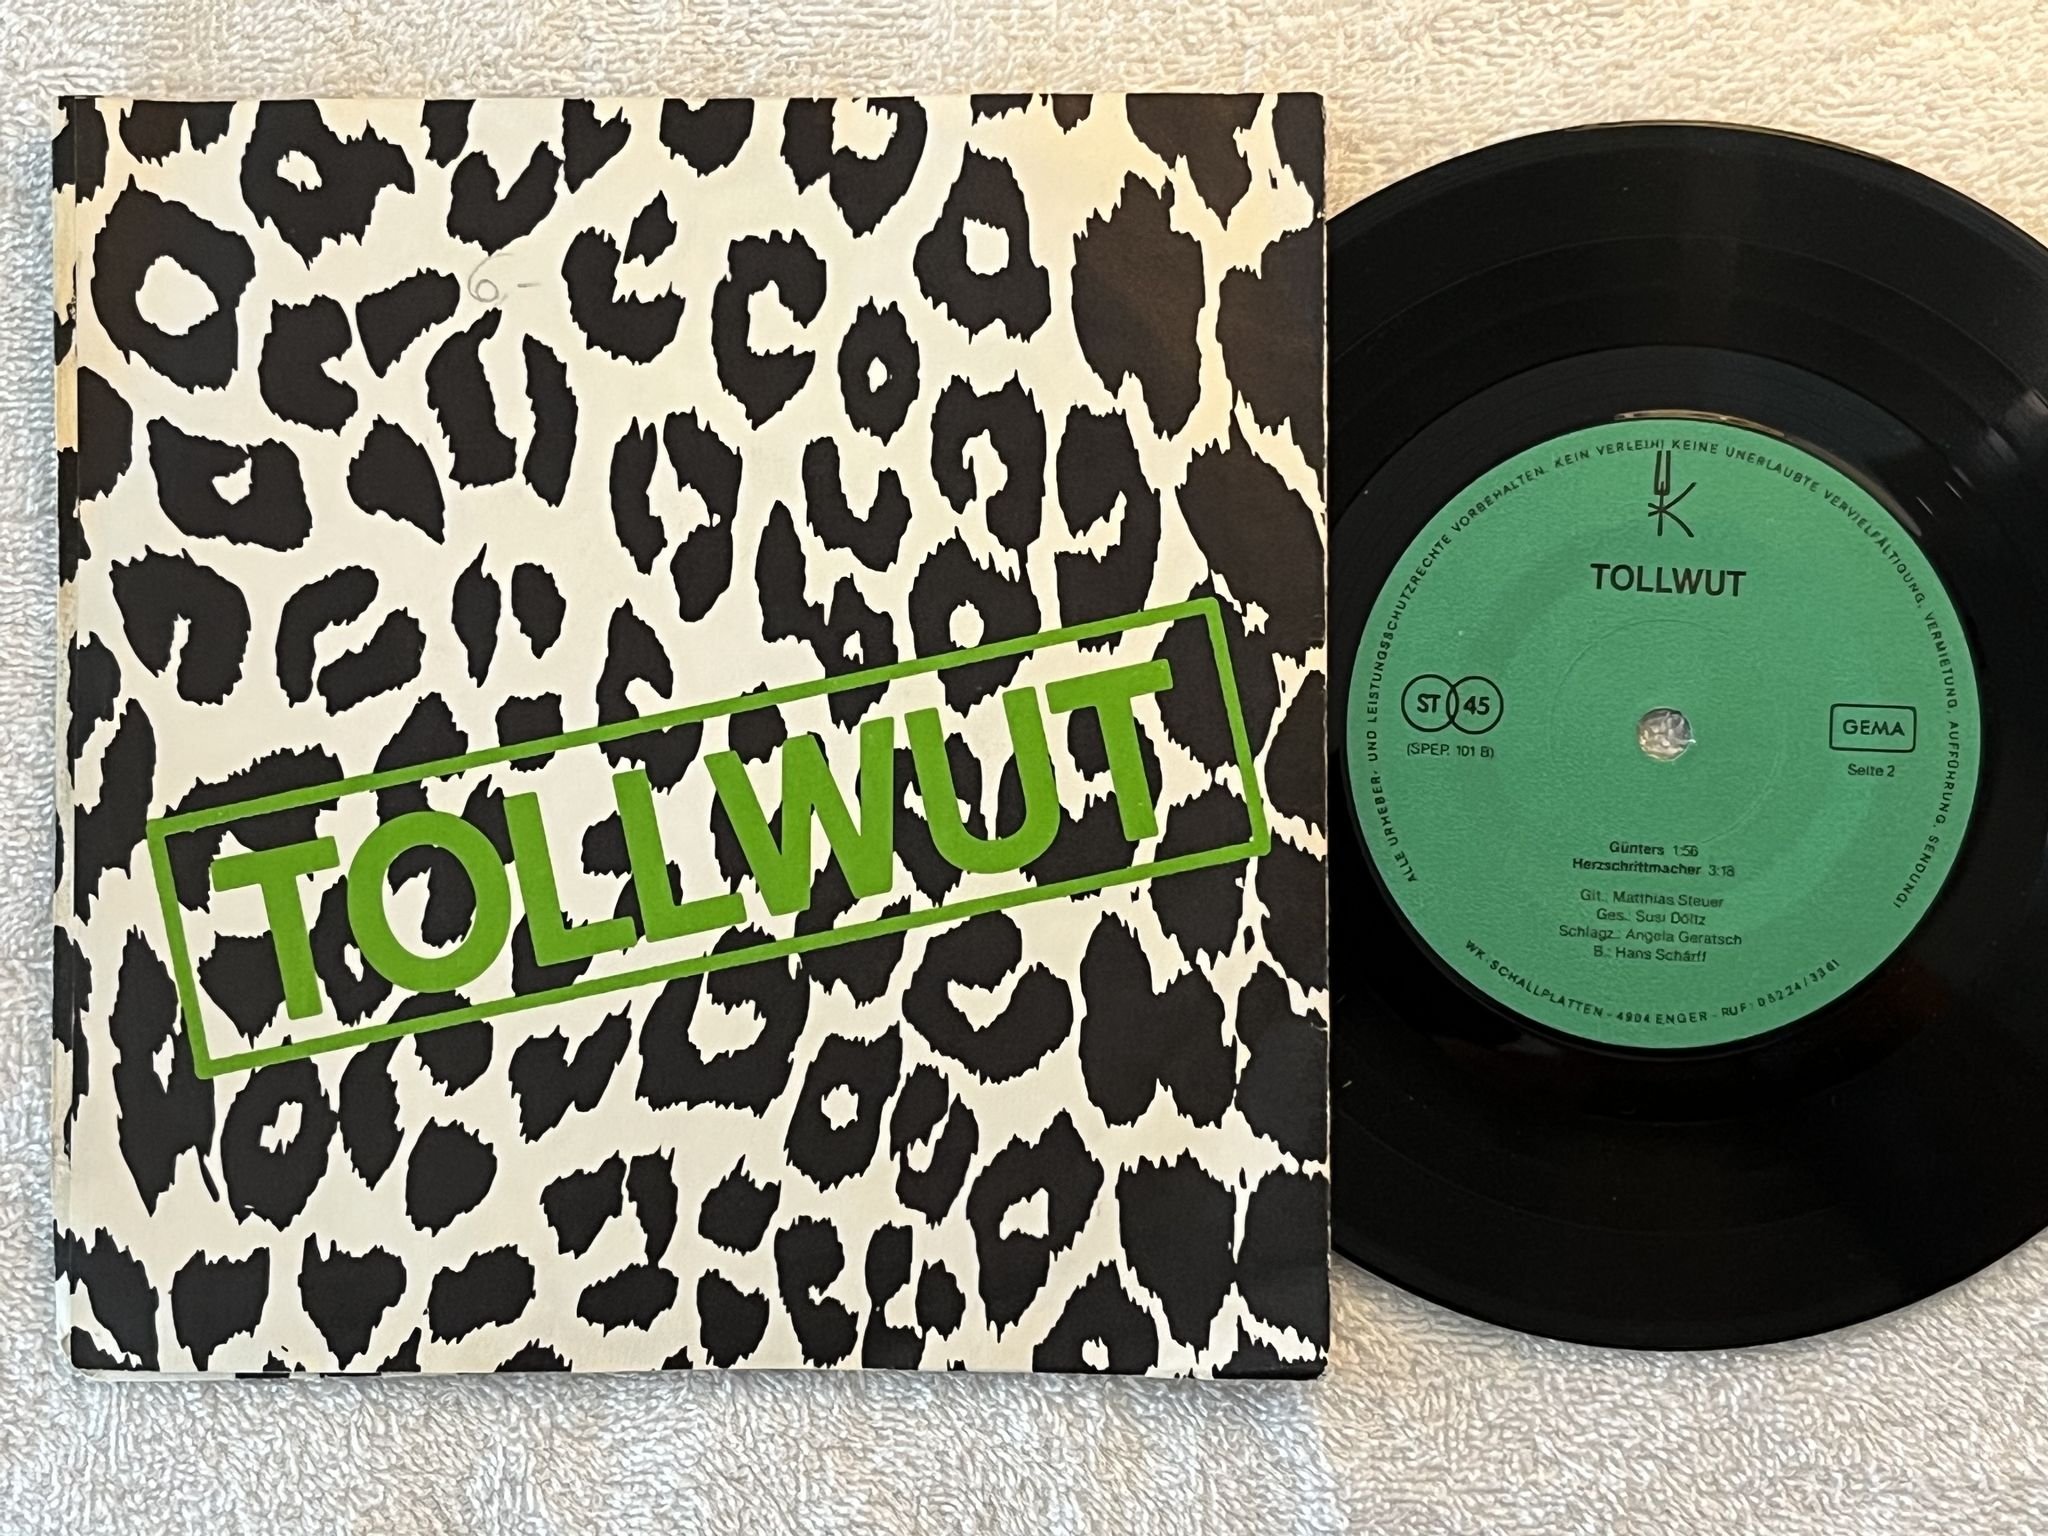 6,-
TOLLWUT
ALLE URHEBER- UND LEISTUNGSSCHUTZRECHTE VORBEHALTEN. KEIN VERLEIH! KEINE UNERLAUBTE VERVIELFÄLTIGUNG, VERMIETUNG, AUFFÜHRUNG, SENDUNG!
K
TOLLWUT
ST 45
(SPEP. 101 B)
GEMA
Seite 2
Günters 1:56
Herzschrittmacher 3:18
Git.: Matthias Steuer
Ges.: Susi Döltz
Schlagz.: Angela Geratsch
B.: Hans Schärff
WK-SCHALLPLATTEN - 4904 ENGER - RUF: 05224/3361